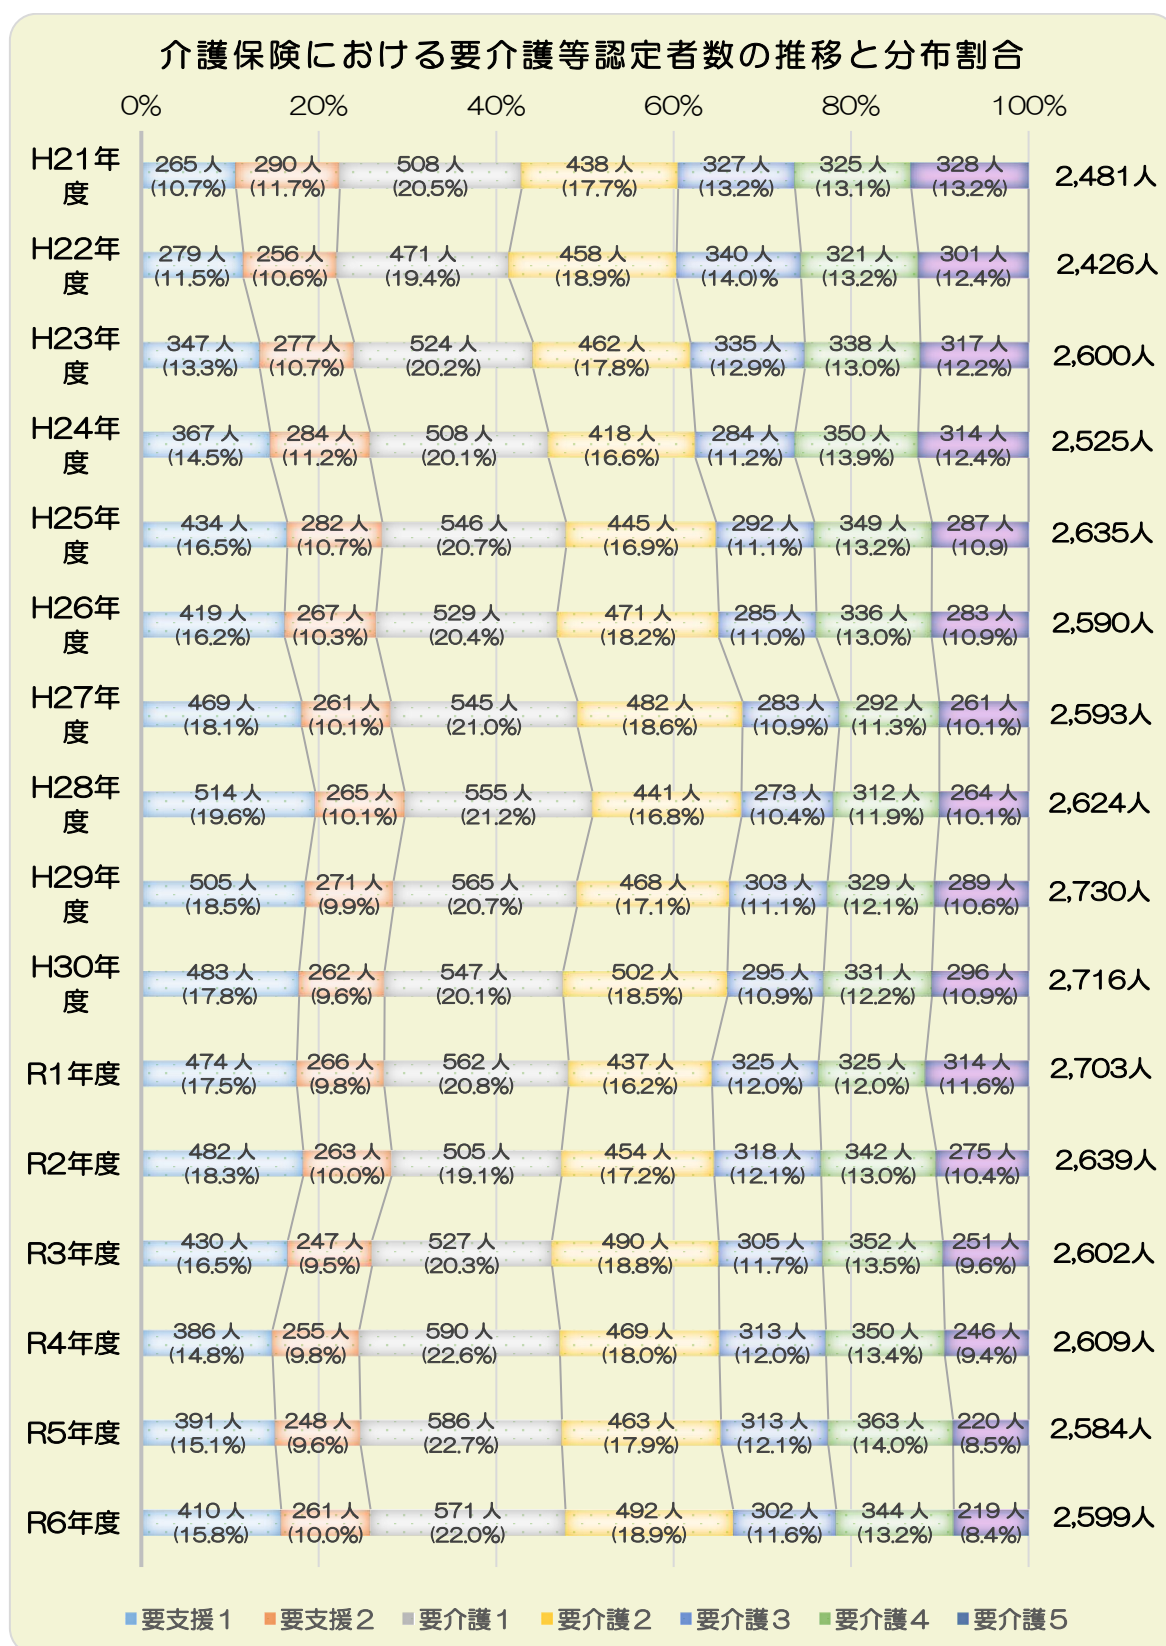 介護保険における要介護等認定者数の推移と分布割合
0% 20% 40% 60% 80% 100%
H21年
度
265 人 290 人 508 人 438 人 327 人 325 人 328 人
(10.7%) (11.7%) (20.5%) (17.7%) (13.2%) (13.1%) (13.2%)
2,481人
H22年
度
279 人 256 人 471 人 458 人 340 人 321 人 301 人
(11.5%) (10.6%) (19.4%) (18.9%) (14.0)% (13.2%) (12.4%)
2,426人
H23年
度
347 人 277 人 524 人 462 人 335 人 338 人 317 人
(13.3%) (10.7%) (20.2%) (17.8%) (12.9%) (13.0%) (12.2%)
2,600人
H24年
度
367 人 284 人 508 人 418 人 284 人 350 人 314 人
(14.5%) (11.2%) (20.1%) (16.6%) (11.2%) (13.9%) (12.4%)
2,525人
H25年
度
434 人 282 人 546 人 445 人 292 人 349 人 287 人
(16.5%) (10.7%) (20.7%) (16.9%) (11.1%) (13.2%) (10.9)
2,635人
H26年
度
419 人 267 人 529 人 471 人 285 人 336 人 283 人
(16.2%) (10.3%) (20.4%) (18.2%) (11.0%) (13.0%) (10.9%)
2,590人
H27年
度
469 人 261 人 545 人 482 人 283 人 292 人 261 人
(18.1%) (10.1%) (21.0%) (18.6%) (10.9%) (11.3%) (10.1%)
2,593人
H28年
度
514 人 265 人 555 人 441 人 273 人 312 人 264 人
(19.6%) (10.1%) (21.2%) (16.8%) (10.4%) (11.9%) (10.1%)
2,624人
H29年
度
505 人 271 人 565 人 468 人 303 人 329 人 289 人
(18.5%) (9.9%) (20.7%) (17.1%) (11.1%) (12.1%) (10.6%)
2,730人
H30年
度
483 人 262 人 547 人 502 人 295 人 331 人 296 人
(17.8%) (9.6%) (20.1%) (18.5%) (10.9%) (12.2%) (10.9%)
2,716人
R1年度
474 人 266 人 562 人 437 人 325 人 325 人 314 人
(17.5%) (9.8%) (20.8%) (16.2%) (12.0%) (12.0%) (11.6%)
2,703人
R2年度
482 人 263 人 505 人 454 人 318 人 342 人 275 人
(18.3%) (10.0%) (19.1%) (17.2%) (12.1%) (13.0%) (10.4%)
2,639人
R3年度
430 人 247 人 527 人 490 人 305 人 352 人 251 人
(16.5%) (9.5%) (20.3%) (18.8%) (11.7%) (13.5%) (9.6%)
2,602人
R4年度
386 人 255 人 590 人 469 人 313 人 350 人 246 人
(14.8%) (9.8%) (22.6%) (18.0%) (12.0%) (13.4%) (9.4%)
2,609人
R5年度
391 人 248 人 586 人 463 人 313 人 363 人 220 人
(15.1%) (9.6%) (22.7%) (17.9%) (12.1%) (14.0%) (8.5%)
2,584人
R6年度
410 人 261 人 571 人 492 人 302 人 344 人 219 人
(15.8%) (10.0%) (22.0%) (18.9%) (11.6%) (13.2%) (8.4%)
2,599人
要支援1 要支援2 要介護1 要介護2 要介護3 要介護4 要介護5